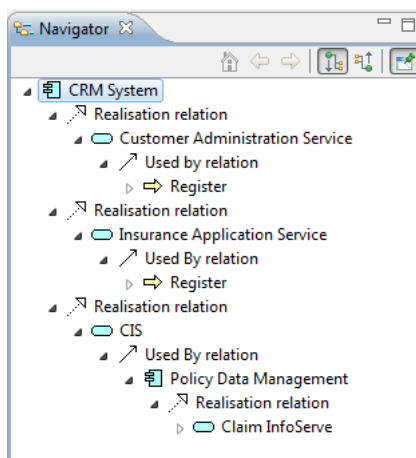 Navigator
CRM System
Realisation relation
Customer Administration Service
Used by relation
Register
Realisation relation
Insurance Application Service
Used By relation
Register
Realisation relation
CIS
Used By relation
Policy Data Management
Realisation relation
Claim InfoServe